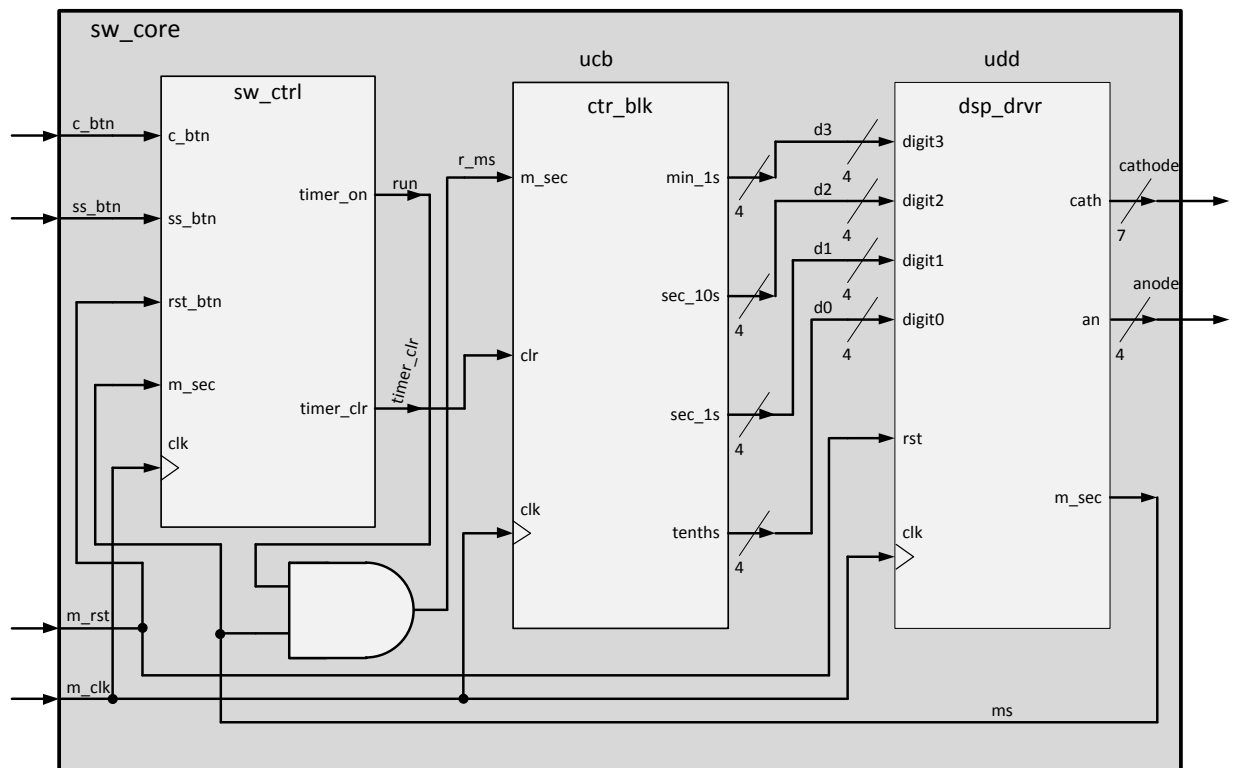 sw_core
ucb
udd
sw_ctrl
ctr_blk
dsp_drvr
c_btn
c_btn
ss_btn
ss_btn
rst_btn
m_sec
clk
timer_on
timer_clr
run
timer_clr
r_ms
m_sec
clr
clk
min_1s
4
sec_10s
4
sec_1s
4
tenths
4
d3
4
d2
4
d1
4
d0
4
digit3
digit2
digit1
digit0
rst
clk
cath
an
m_sec
cathode
7
anode
4
m_rst
m_clk
ms